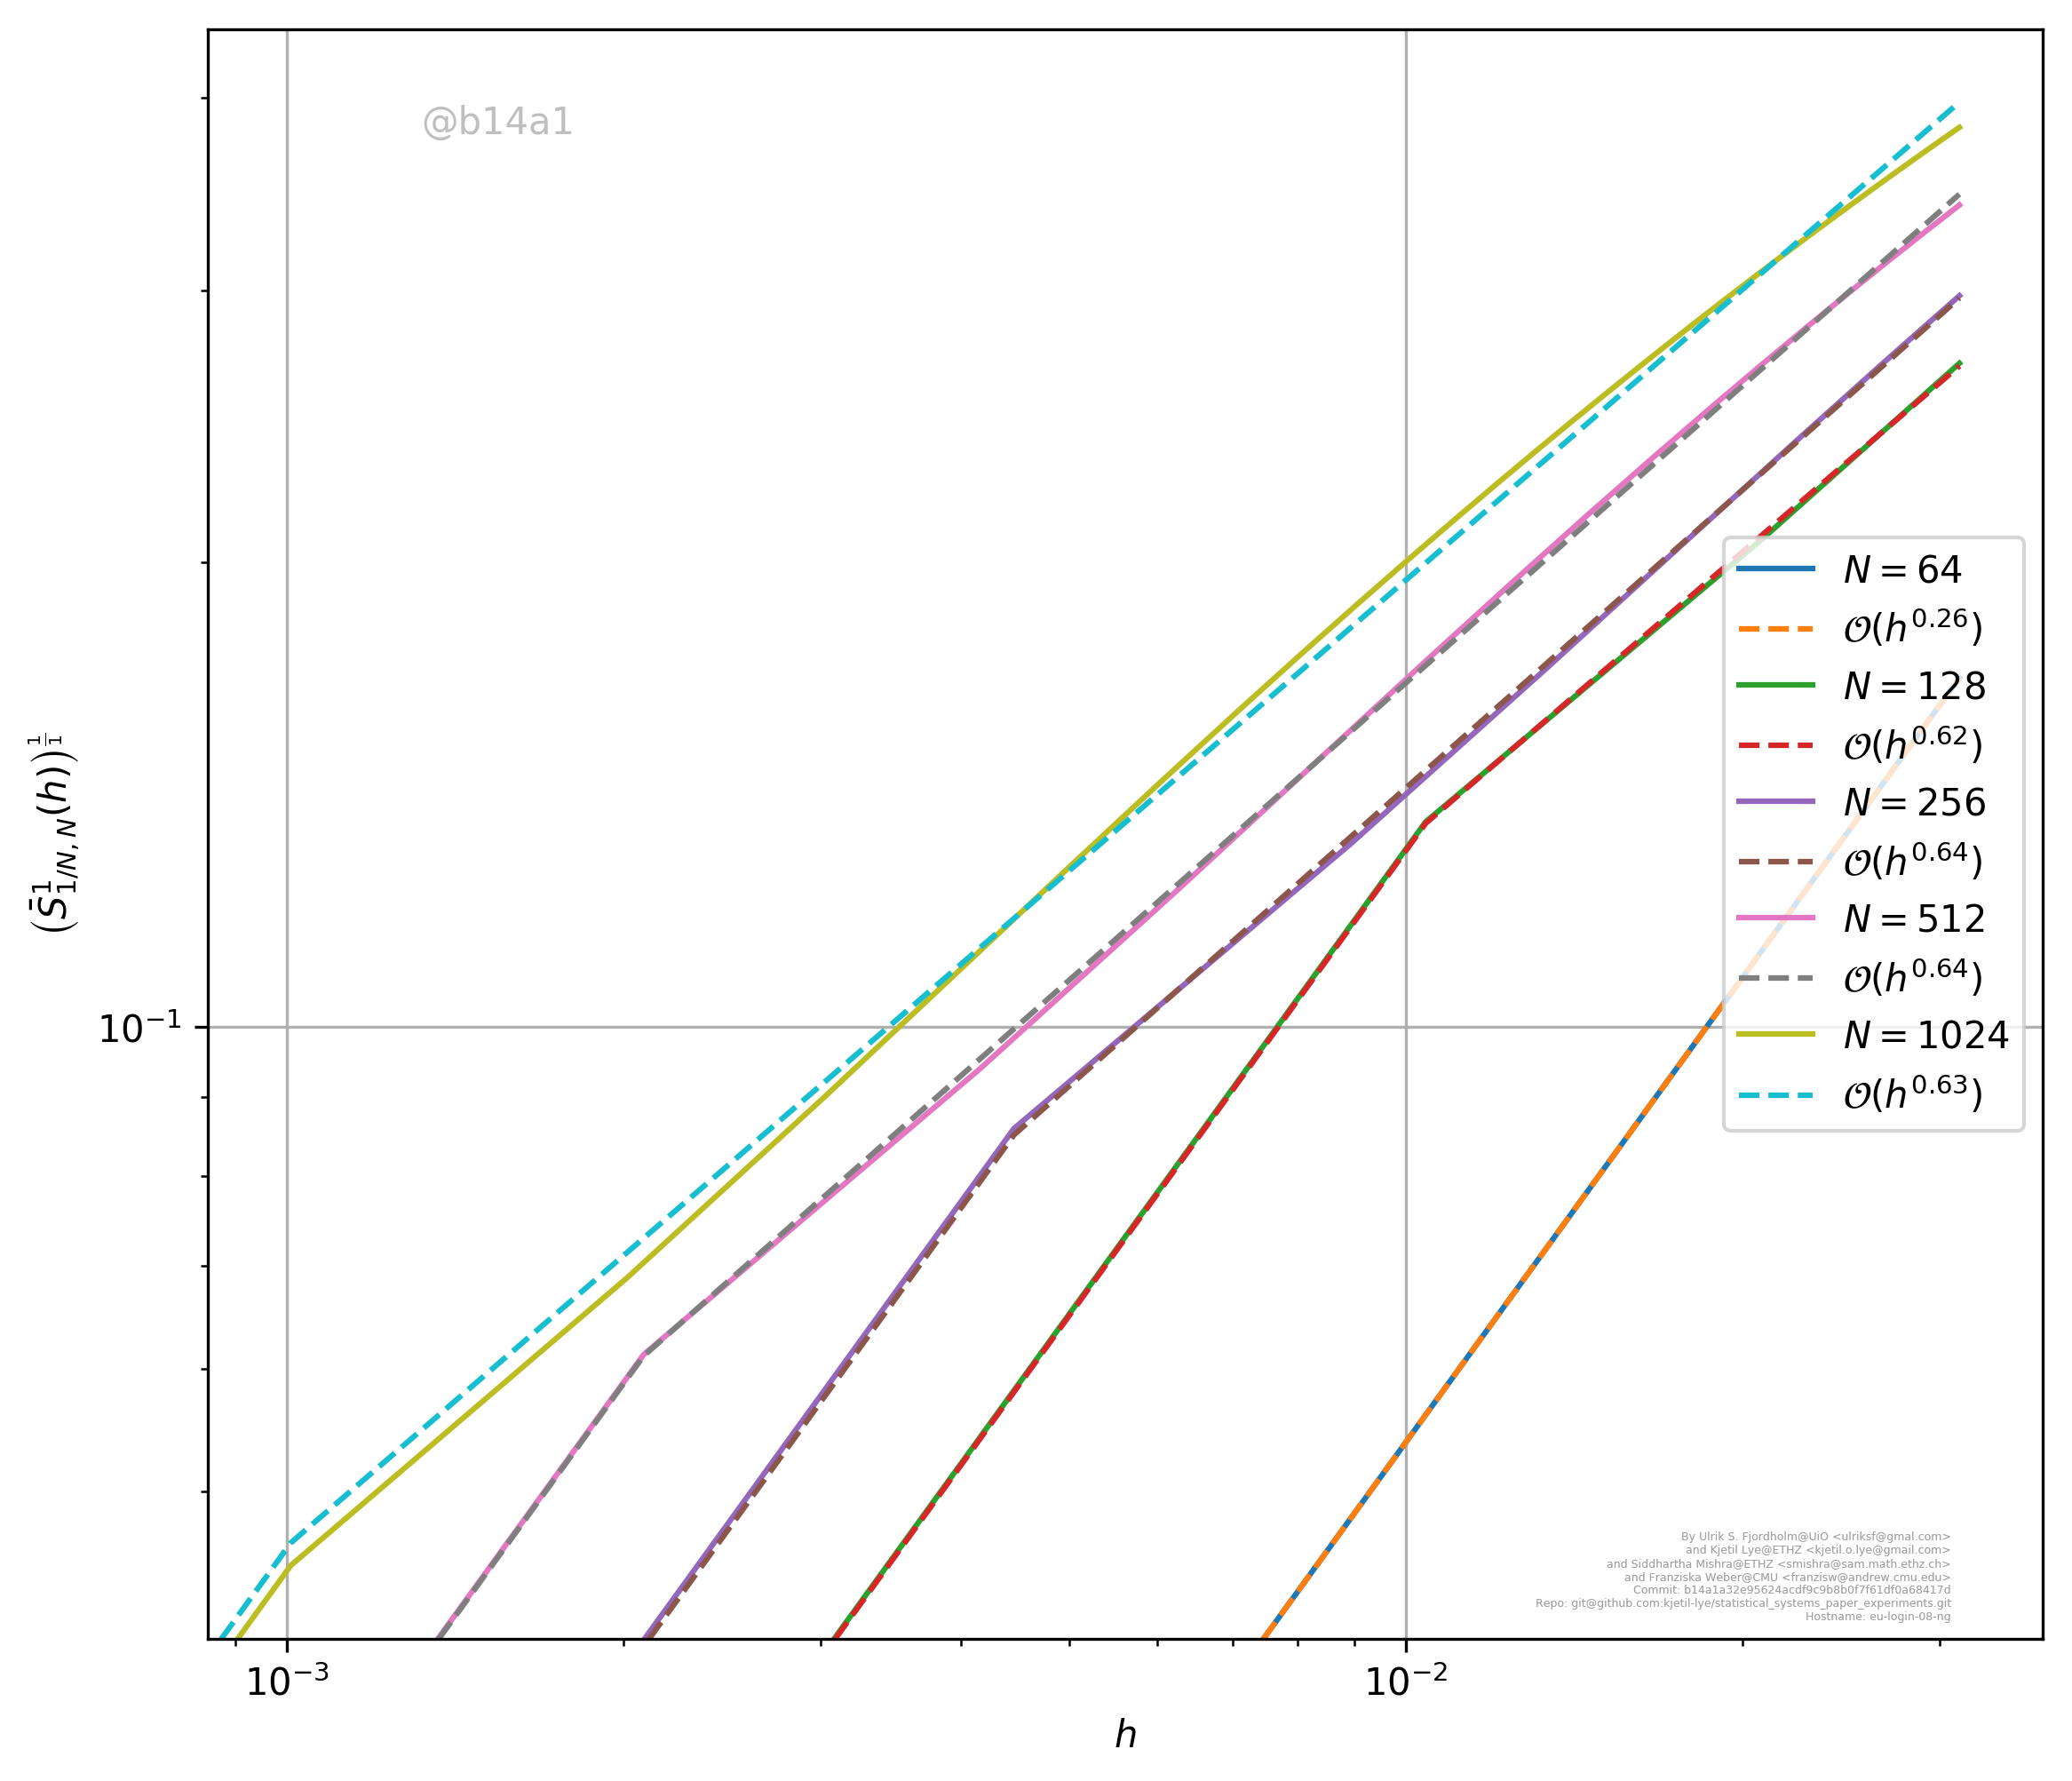 @b14a1
(S̄¹_{1/N, N}(h))^{1/1}
10⁻¹
10⁻³
10⁻²
h
N = 64
𝒪(h^{0.26})
N = 128
𝒪(h^{0.62})
N = 256
𝒪(h^{0.64})
N = 512
𝒪(h^{0.64})
N = 1024
𝒪(h^{0.63})
By Ulrik S. Fjordholm@UiO <ulriksf@gmal.com>
and Kjetil Lye@ETHZ <kjetil.o.lye@gmail.com>
and Siddhartha Mishra@ETHZ <smishra@sam.math.ethz.ch>
and Franziska Weber@CMU <franzisw@andrew.cmu.edu>
Commit: b14a1a32e95624acdf9c9b8b0f7f61df0a68417d
Repo: git@github.com:kjetil-lye/statistical_systems_paper_experiments.git
Hostname: eu-login-08-ng